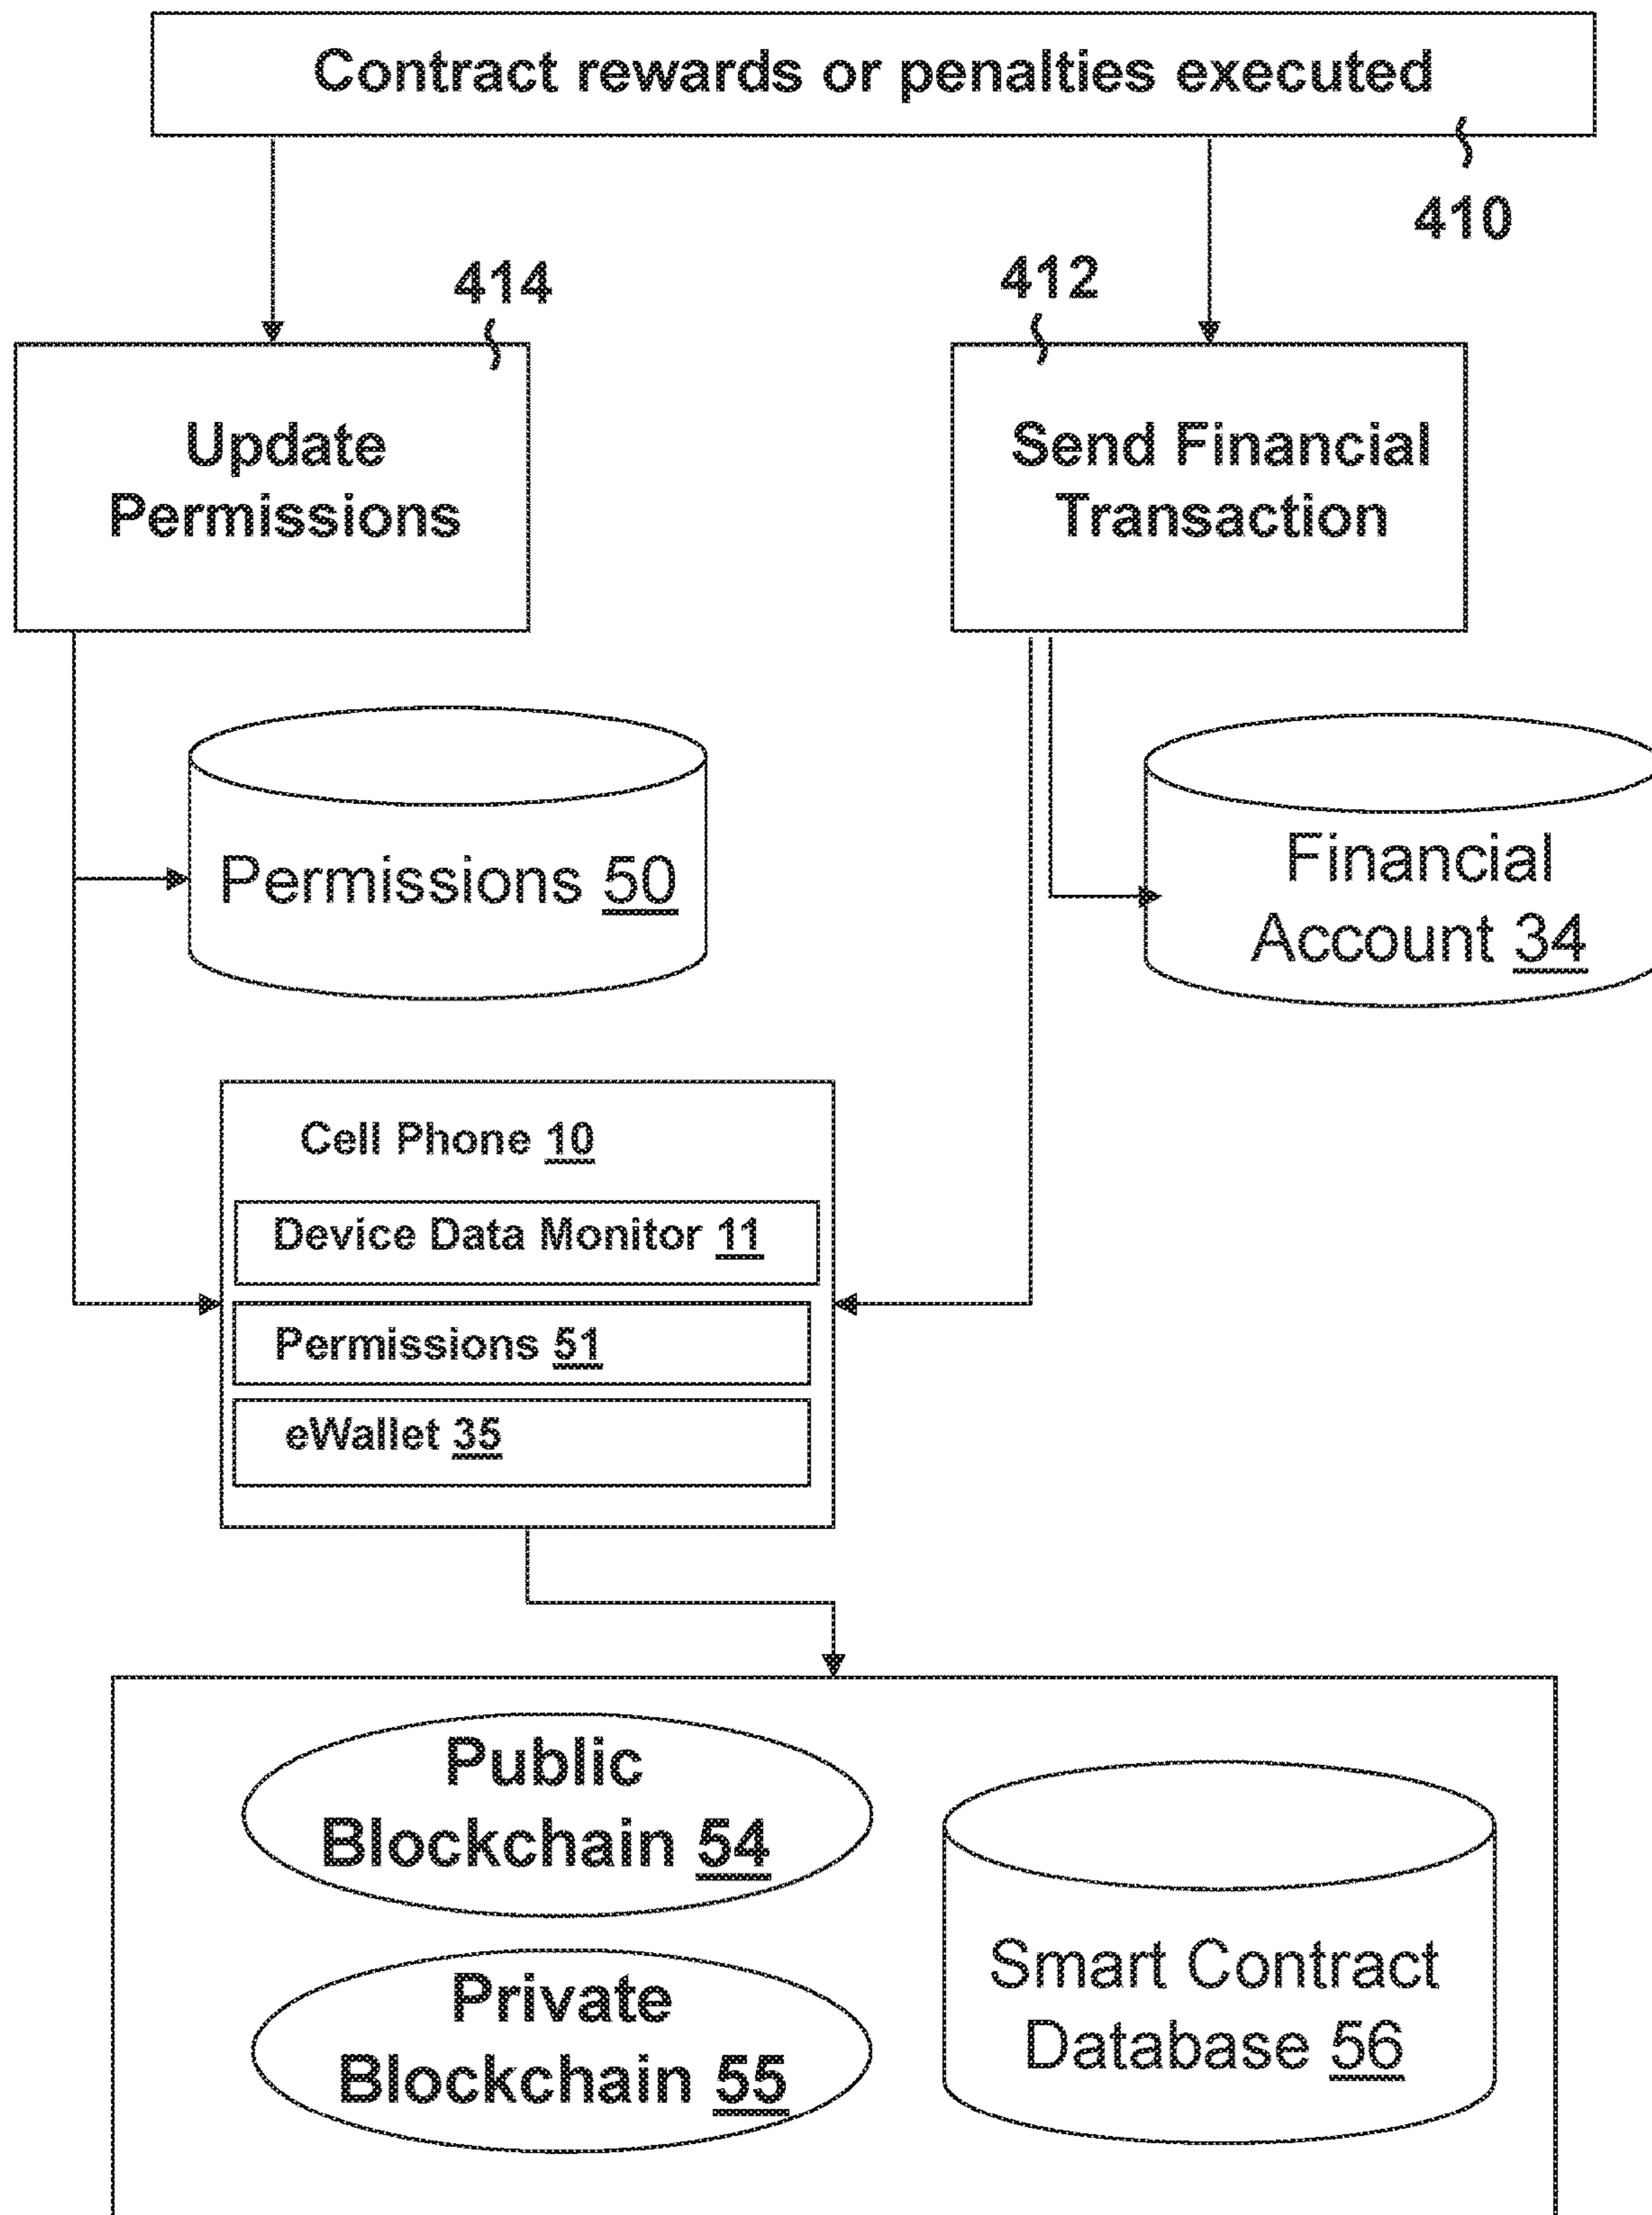 Contract rewards or penalties executed
410
414
412
Update
Permissions
Send Financial
Transaction
Permissions 50
Financial
Account 34
Cell Phone 10
Device Data Monitor 11
Permissions 51
eWallet 35
Public
Blockchain 54
Private
Blockchain 55
Smart Contract
Database 56